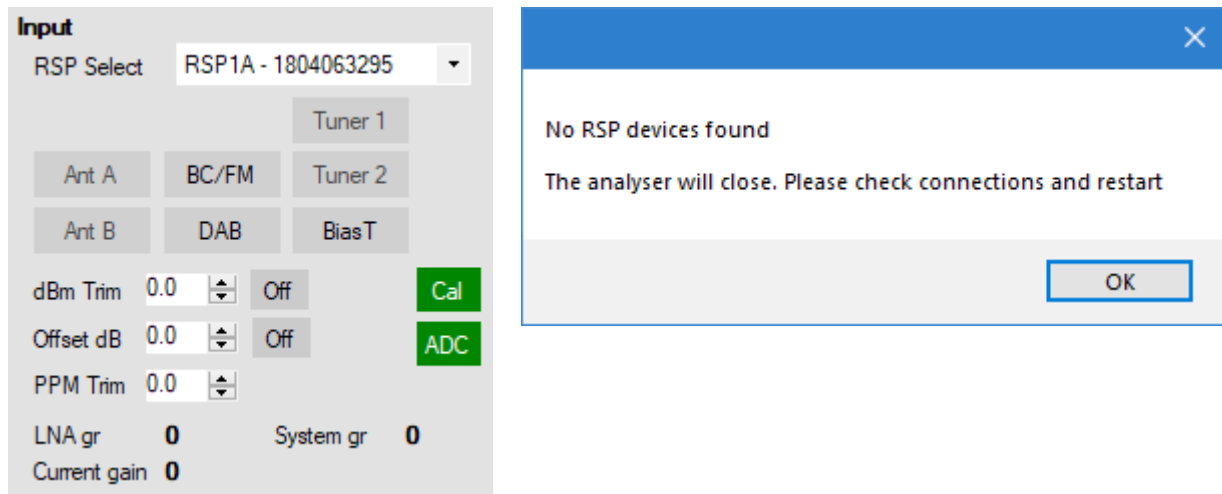 Input
RSP Select RSP1A - 1804063295
Tuner 1
Ant A BC/FM Tuner 2
Ant B DAB BiasT
dBm Trim 0.0 Off Cal
Offset dB 0.0 Off ADC
PPM Trim 0.0
LNA gr 0 System gr 0
Current gain 0
No RSP devices found
The analyser will close. Please check connections and restart
OK